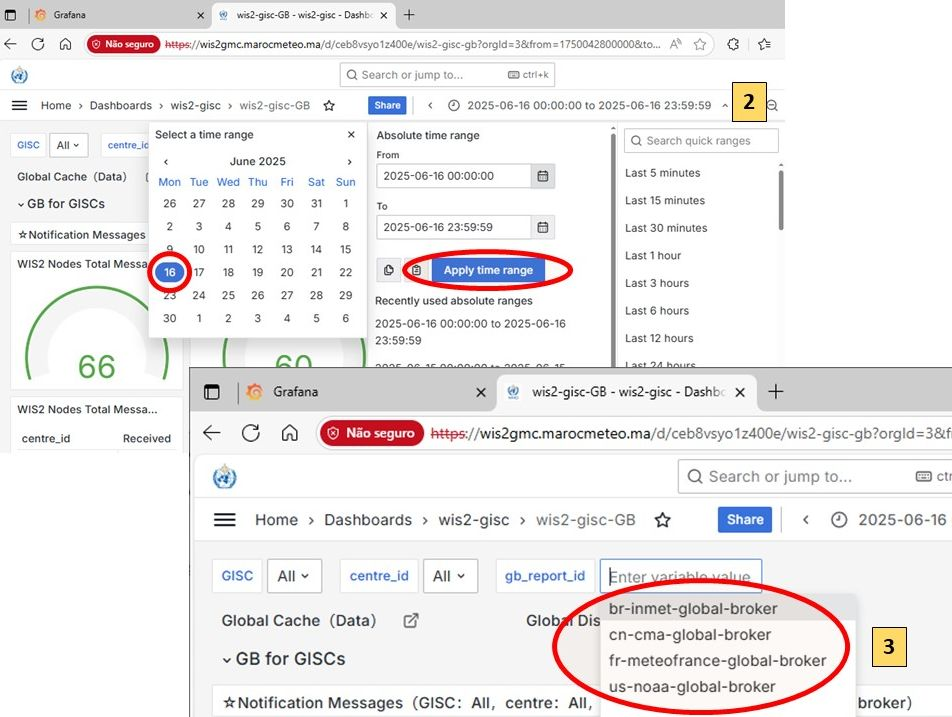 Grafana
wis2-gisc-GB - wis2-gisc - Dashbo
Não seguro https://wis2gmc.marocmeteo.ma/d/ceb8vsyo1z400e/wis2-gisc-gb?orgId=3&from=1750042800000&to...
Search or jump to... ctrl+k
Home › Dashboards › wis2-gisc › wis2-gisc-GB Share 2025-06-16 00:00:00 to 2025-06-16 23:59:59
2
GISC All centre_id
Global Cache (Data)
GB for GISCs
☆Notification Messages
WIS2 Nodes Total Messa...
66
60
WIS2 Nodes Total Messa...
centre_id Received
Select a time range
June 2025
Mon Tue Wed Thu Fri Sat Sun
26 27 28 29 30 31 1
2 3 4 5 6 7 8
9 10 11 12 13 14 15
16 17 18 19 20 21 22
23 24 25 26 27 28 29
30 1 2 3 4 5 6
Absolute time range
From
2025-06-16 00:00:00
To
2025-06-16 23:59:59
Apply time range
Recently used absolute ranges
2025-06-16 00:00:00 to 2025-06-16
23:59:59
Search quick ranges
Last 5 minutes
Last 15 minutes
Last 30 minutes
Last 1 hour
Last 3 hours
Last 6 hours
Last 12 hours
Last 24 hours
Grafana
wis2-gisc-GB - wis2-gisc - Dashbo
Não seguro https://wis2gmc.marocmeteo.ma/d/ceb8vsyo1z400e/wis2-gisc-gb?orgId=3&f
Search or jump to... ctr
Home › Dashboards › wis2-gisc › wis2-gisc-GB Share 2025-06-16
GISC All centre_id All gb_report_id Enter variable value
Global Cache (Data) Global Dis
GB for GISCs
br-inmet-global-broker
cn-cma-global-broker
fr-meteofrance-global-broker
us-noaa-global-broker
3
☆Notification Messages (GISC: All, centre: All, broker)